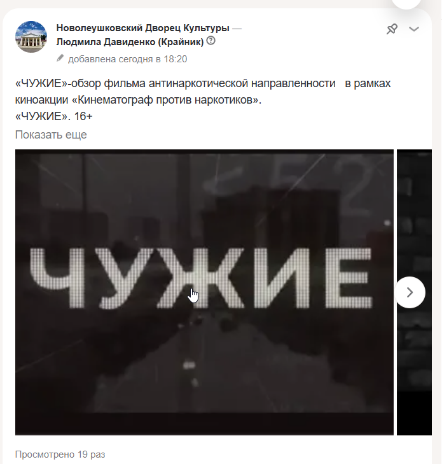 Новолеушковский Дворец Культуры —
Людмила Давиденко (Крайник) ?
добавлена сегодня в 18:20
«ЧУЖИЕ»-обзор фильма антинаркотической направленности в рамках
киноакции «Кинематограф против наркотиков».
«ЧУЖИЕ». 16+
Показать еще
52
ЧУЖИЕ
Просмотрено 19 раз